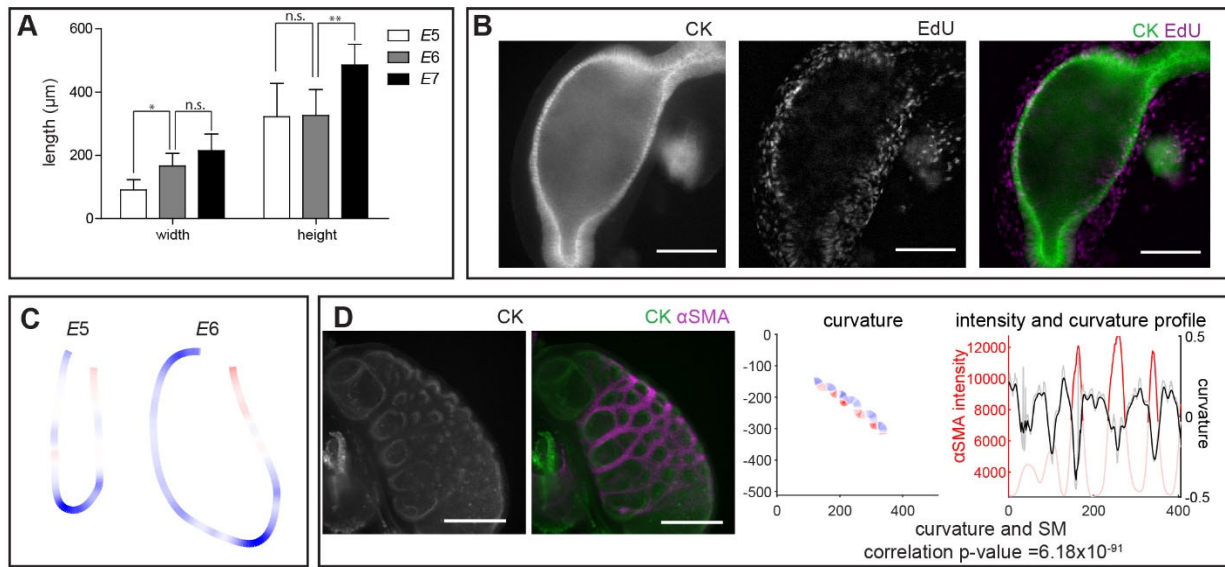 A
600
400
200
0
length (µm)
n.s.
**
*
n.s.
E5
E6
E7
width
height
B
CK
EdU
CK EdU
C
E5
E6
D
CK
CK αSMA
curvature
0
-100
-200
-300
-400
-500
0
200
400
intensity and curvature profile
12000
10000
8000
6000
4000
αSMA intensity
0.5
0
-0.5
curvature
0
200
400
curvature and SM
correlation p-value =6.18x10-91